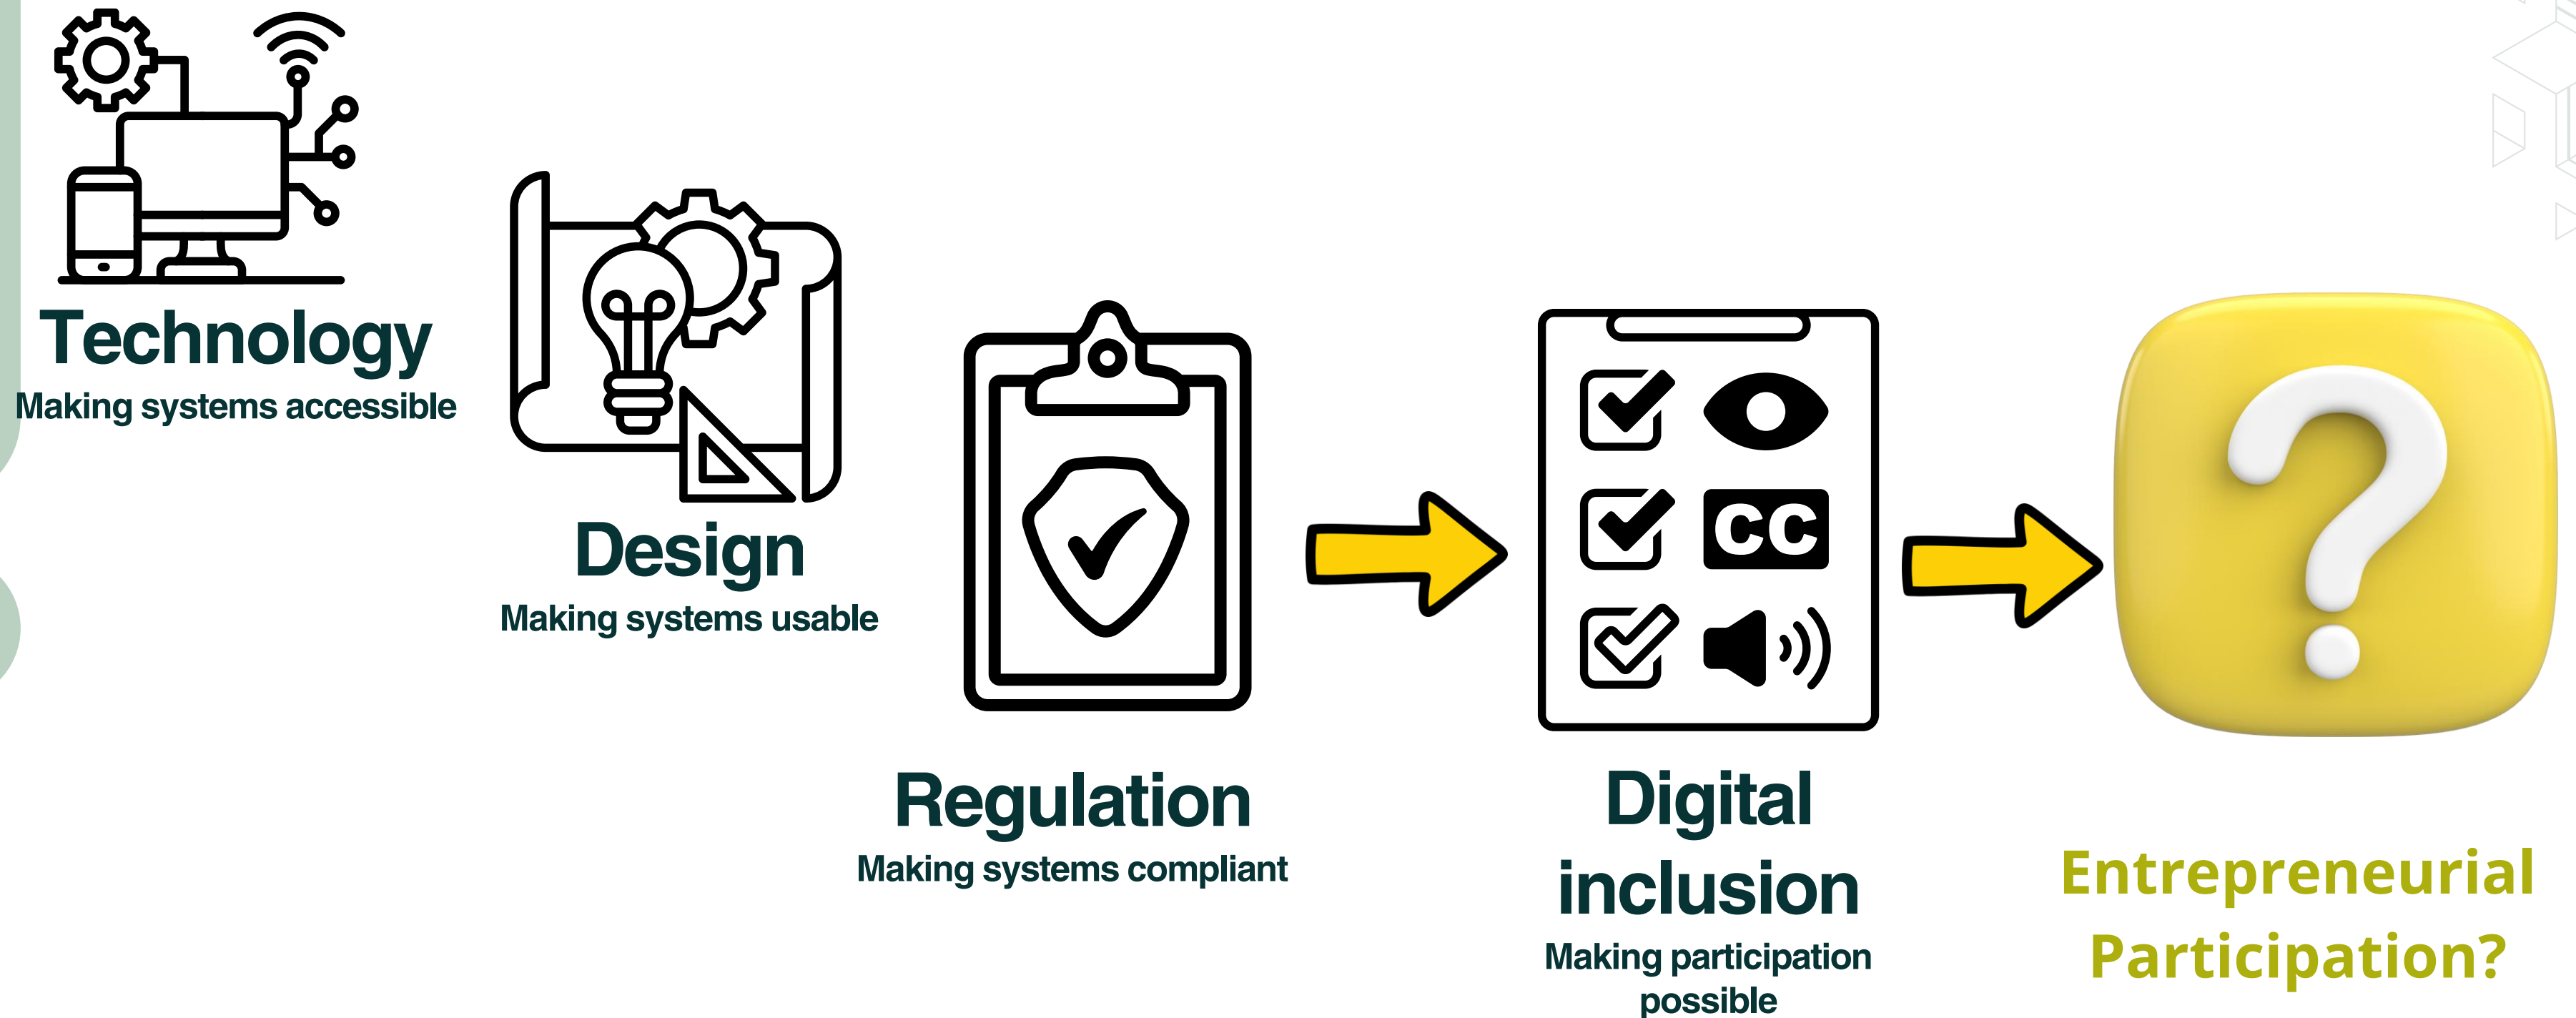 Technology
Making systems accessible
Design
Making systems usable
Regulation
Making systems compliant
CC
Digital
inclusion
Making participation
possible
Entrepreneurial
Participation?